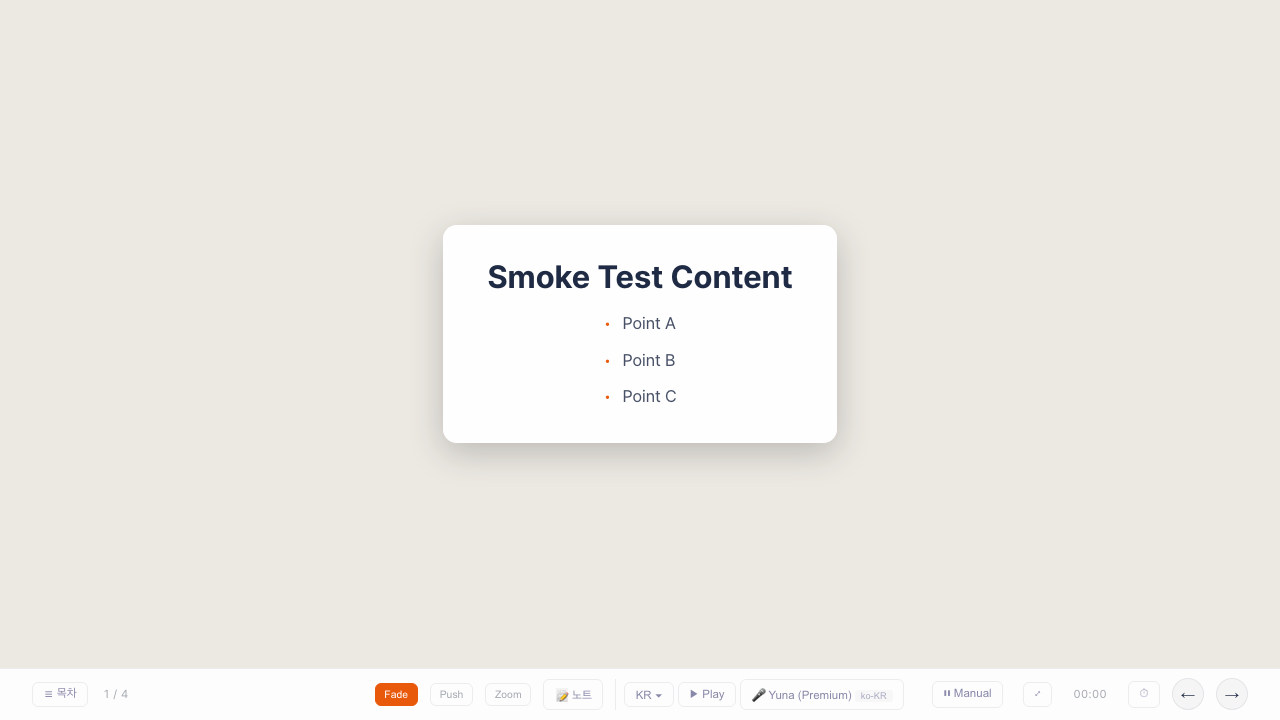 Smoke Test Content
• Point A
• Point B
• Point C
≡ 목차 1 / 4 Fade Push Zoom 📝 노트 KR ▾ ▶ Play 🎤 Yuna (Premium) ko-KR ⏸ Manual ⤢ 00:00 ⏱ ← →